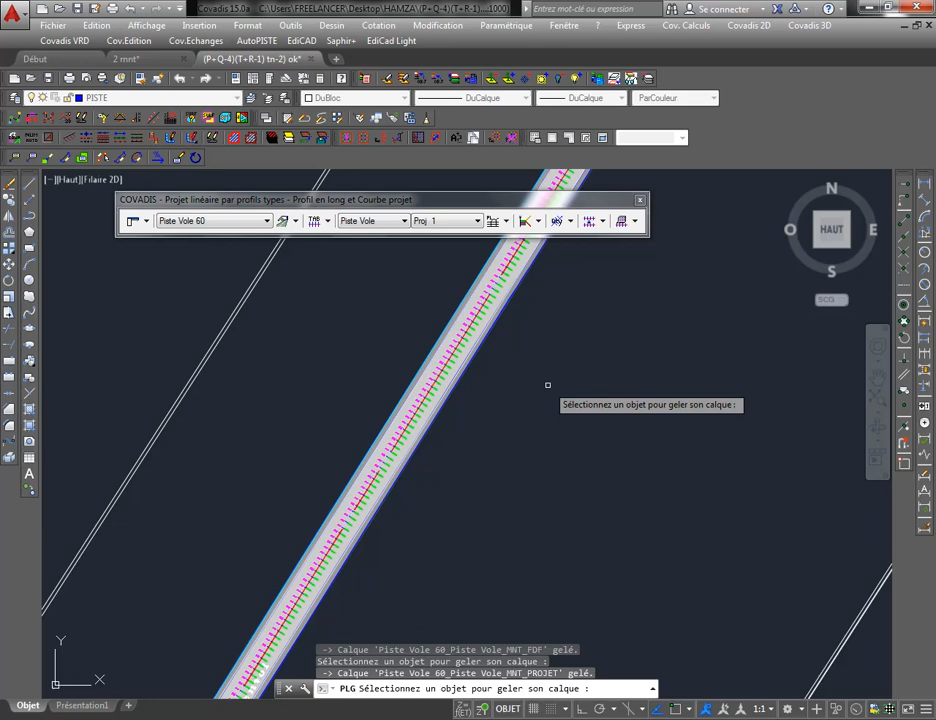 Covadis 15.0a C:\Users\FREELANCER\Desktop\HAMZA\(P+Q-4)(T+R-1) ...1000) Entrez mot-clé ou expression Se connecter
Fichier Edition Affichage Insertion Format Outils Dessin Cotation Modification Paramétrique Fenêtre ? Express Cov. Calculs Covadis 2D Covadis 3D
Covadis VRD Cov.Edition Cov.Echanges AutoPISTE EdiCAD Saphir+ EdiCad Light
Début 2 mnt* (P+Q-4)(T+R-1) tn-2) ok*
PISTE DuBloc DuCalque DuCalque ParCouleur
[−][Haut][Filaire 2D]
COVADIS - Projet linéaire par profils types - Profil en long et Courbe projet
Piste Vole 60 TAB Piste Vole Proj 1
N
O HAUT E
S
SCG
Sélectionnez un objet pour geler son calque :
Y
X
-> Calque 'Piste Vole 60_Piste Vole_MNT_FDF' gelé.
Sélectionnez un objet pour geler son calque :
-> Calque 'Piste Vole 60_Piste Vole_MNT_PROJET' gelé.
PLG Sélectionnez un objet pour geler son calque :
Objet Présentation1 + OBJET 1:1